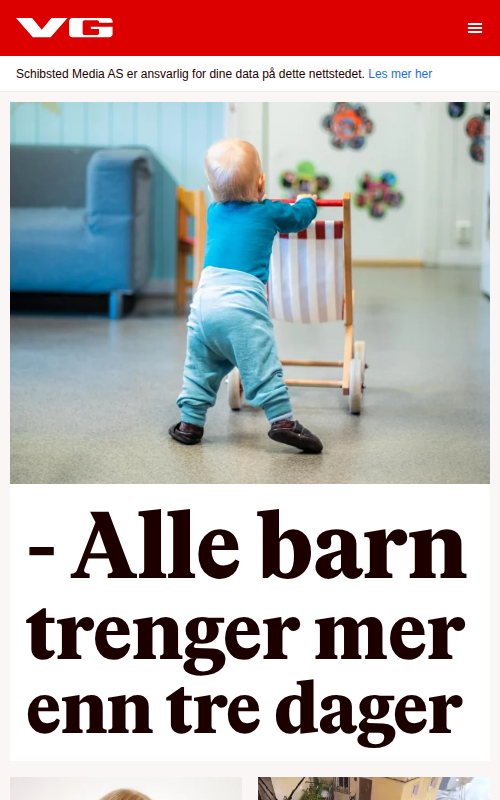 VG
Schibsted Media AS er ansvarlig for dine data på dette nettstedet. Les mer her
- Alle barn
trenger mer
enn tre dager